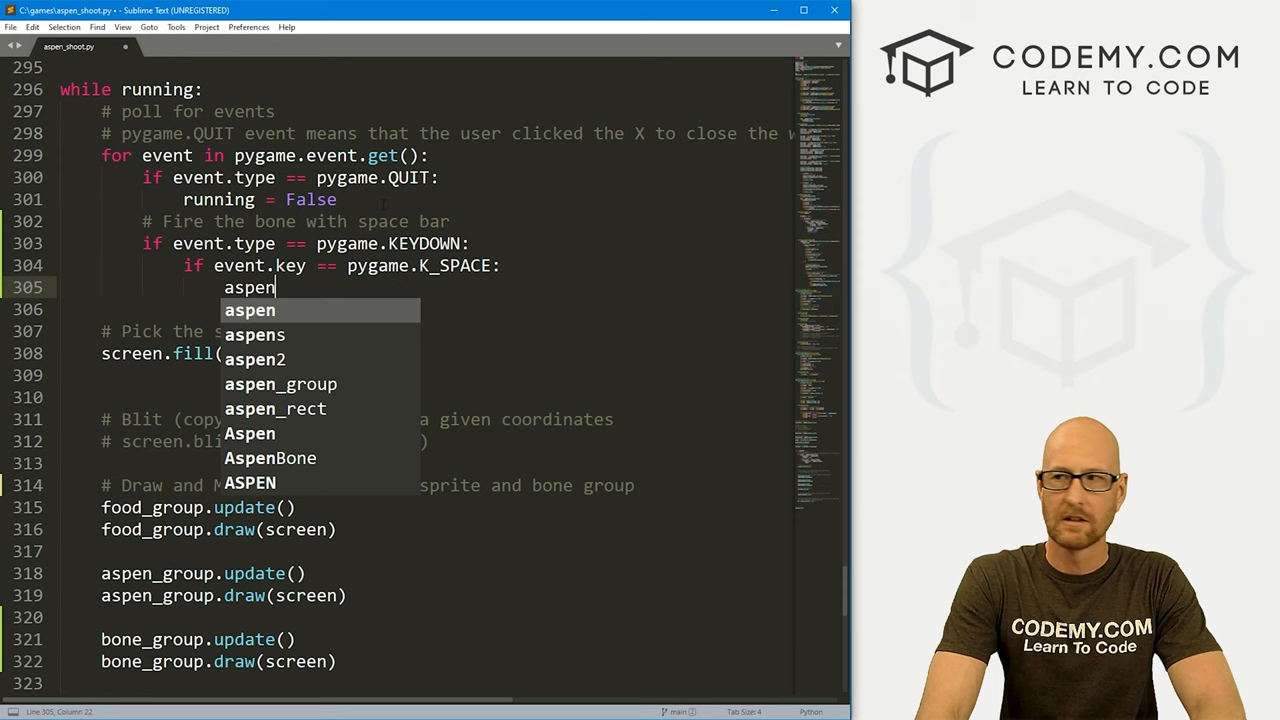 C:\games\aspen_shoot.py • - Sublime Text (UNREGISTERED)
File Edit Selection Find View Goto Tools Project Preferences Help
aspen_shoot.py
295
296 while running:
297 # poll for events
298 # pygame.QUIT event means that the user clicked the X to close the w
299 for event in pygame.event.get():
300 if event.type == pygame.QUIT:
301 running = False
302 # Fire the bone with space bar
303 if event.type == pygame.KEYDOWN:
304 if event.key == pygame.K_SPACE:
305 aspen
306
aspen
aspens
aspen2
aspen_group
aspen_rect
Aspen
AspenBone
ASPEN
307 # Pick the s
308 screen.fill(
309
310
311 # Blit (copy a given coordinates
312 # screen.bli )
313
314 # Draw and M sprite and bone group
315 food_group.update()
316 food_group.draw(screen)
317
318 aspen_group.update()
319 aspen_group.draw(screen)
320
321 bone_group.update()
322 bone_group.draw(screen)
323
Line 305, Column 22
main
Tab Size: 4
Python
CODEMY.COM
LEARN TO CODE
CODEMY.COM
Learn To Code